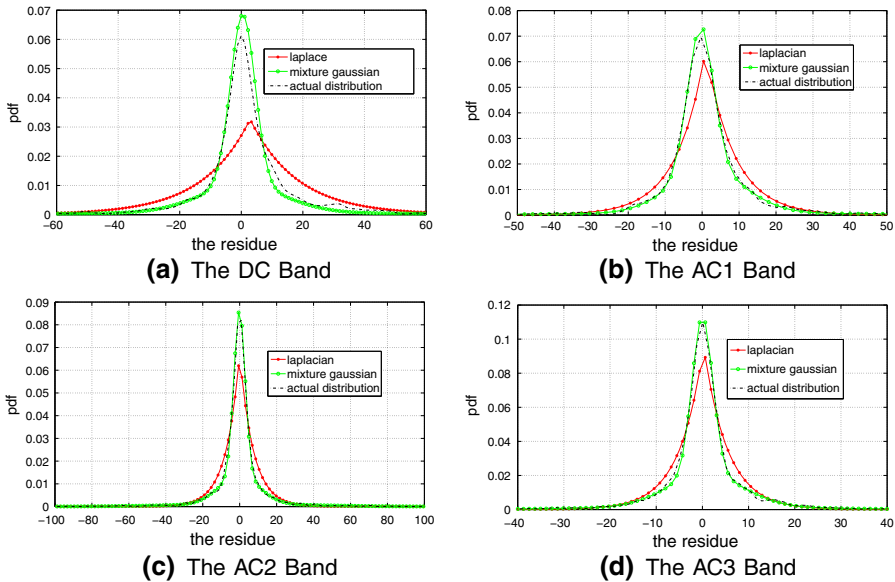 0.07
0.06
0.05
0.04
0.03
0.02
0.01
0
pdf
laplace
mixture gaussian
actual distribution
−60 −40 −20 0 20 40 60
the residue
(a) The DC Band
0.08
0.07
0.06
0.05
0.04
0.03
0.02
0.01
0
pdf
laplacian
mixture gaussian
actual distribution
−50 −40 −30 −20 −10 0 10 20 30 40 50
the residue
(b) The AC1 Band
0.09
0.08
0.07
0.06
0.05
0.04
0.03
0.02
0.01
0
pdf
laplacian
mixture gaussian
actual distribution
−100 −80 −60 −40 −20 0 20 40 60 80 100
the residue
(c) The AC2 Band
0.12
0.1
0.08
0.06
0.04
0.02
0
pdf
laplacian
mixture gaussian
actual distribution
−40 −30 −20 −10 0 10 20 30 40
the residue
(d) The AC3 Band